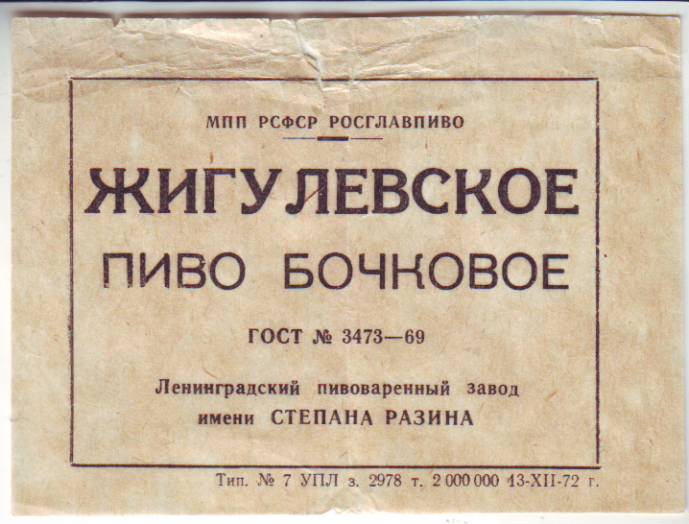 МПП РСФСР РОСГЛАВПИВО
ЖИГУЛЕВСКОЕ
ПИВО БОЧКОВОЕ
ГОСТ № 3473—69
Ленинградский пивоваренный завод
имени СТЕПАНА РАЗИНА
Тип. № 7 УПЛ з. 2978 т. 2 000 000 13-XII-72 г.